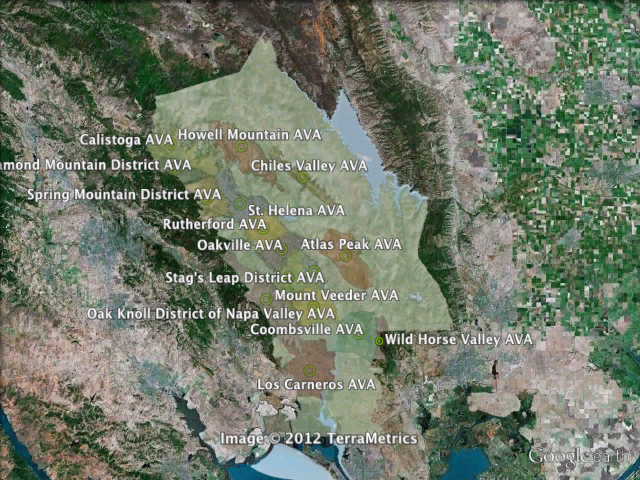 Calistoga AVA
Howell Mountain AVA
mond Mountain District AVA
Chiles Valley AVA
Spring Mountain District AVA
St. Helena AVA
Rutherford AVA
Oakville AVA
Atlas Peak AVA
Stag's Leap District AVA
Mount Veeder AVA
Oak Knoll District of Napa Valley AVA
Coombsville AVA
Wild Horse Valley AVA
Los Carneros AVA
Image © 2012 TerraMetrics
Google earth